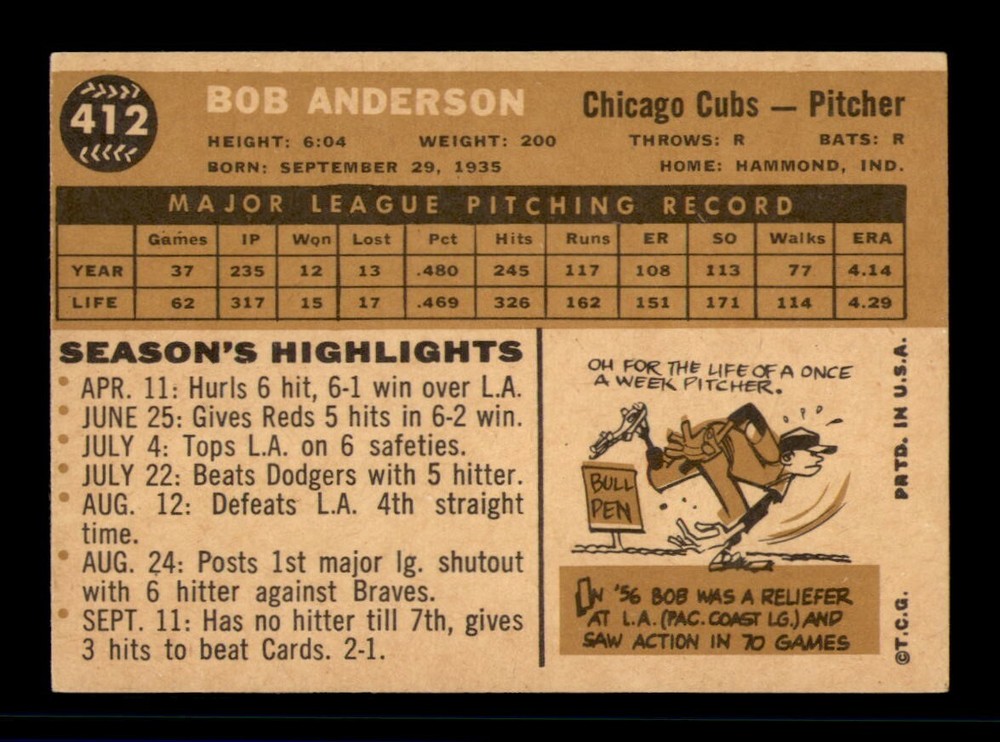 412
BOB ANDERSON
Chicago Cubs — Pitcher
HEIGHT: 6:04 WEIGHT: 200 THROWS: R BATS: R
BORN: SEPTEMBER 29, 1935 HOME: HAMMOND, IND.
MAJOR LEAGUE PITCHING RECORD
Games IP Won Lost Pct Hits Runs ER SO Walks ERA
YEAR 37 235 12 13 .480 245 117 108 113 77 4.14
LIFE 62 317 15 17 .469 326 162 151 171 114 4.29
SEASON'S HIGHLIGHTS
• APR. 11: Hurls 6 hit, 6-1 win over L.A.
• JUNE 25: Gives Reds 5 hits in 6-2 win.
• JULY 4: Tops L.A. on 6 safeties.
• JULY 22: Beats Dodgers with 5 hitter.
• AUG. 12: Defeats L.A. 4th straight
time.
• AUG. 24: Posts 1st major lg. shutout
with 6 hitter against Braves.
• SEPT. 11: Has no hitter till 7th, gives
3 hits to beat Cards. 2-1.
OH FOR THE LIFE OF A ONCE
A WEEK PITCHER.
BULL
PEN
IN '56 BOB WAS A RELIEFER
AT L.A. (PAC. COAST LG.) AND
SAW ACTION IN 70 GAMES
©T.C.G. PRTD. IN U.S.A.